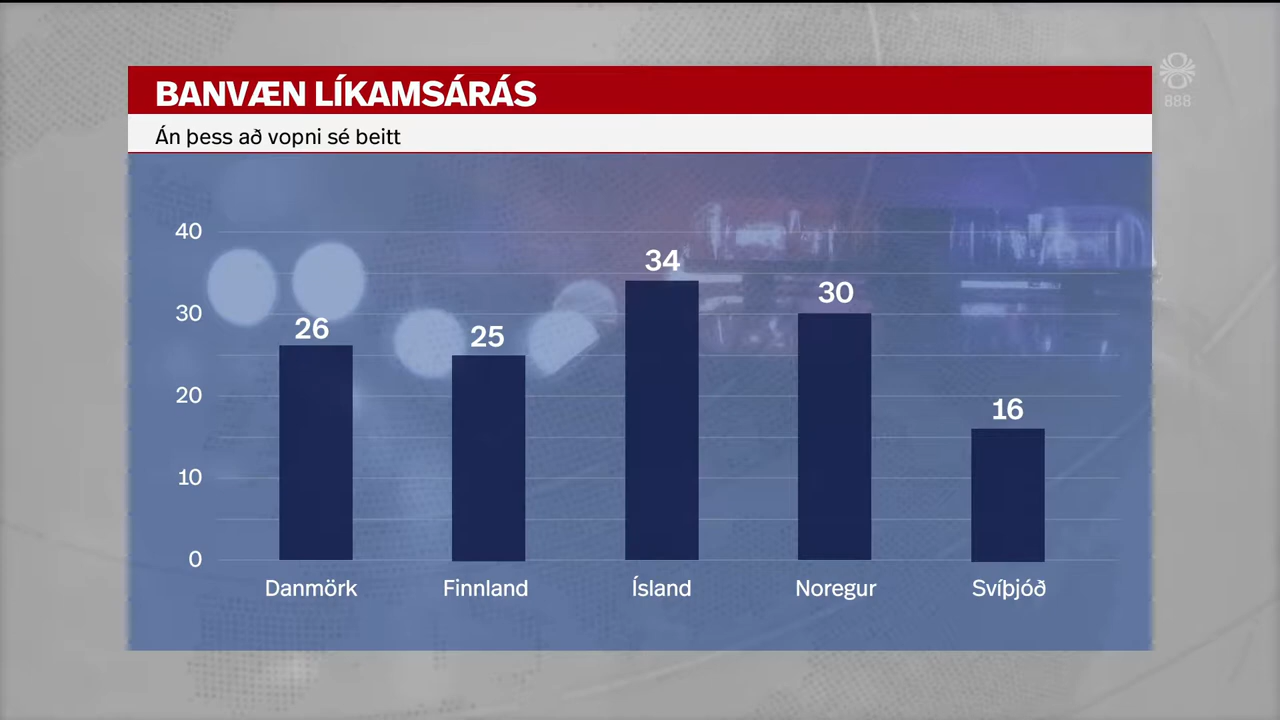 BANVÆN LÍKAMSÁRÁS
888
Án þess að vopni sé beitt
40
30
20
10
0
26
25
34
30
16
Danmörk
Finnland
Ísland
Noregur
Svíþjóð